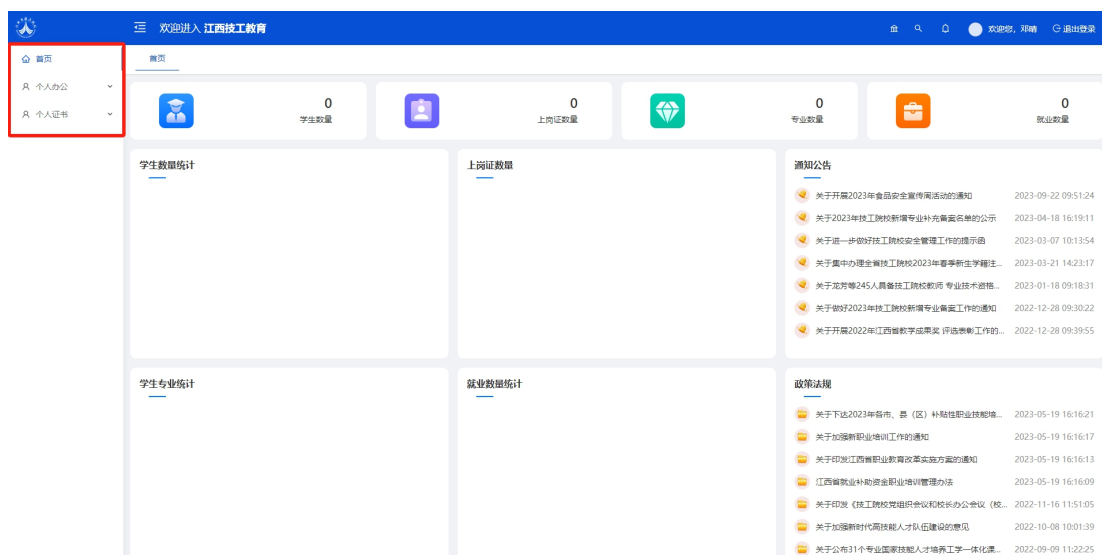 欢迎进入 江西技工教育
欢迎您, 邓晴 退出登录
首页
个人办公
个人证书
首页
0
学生数量
0
上岗证数量
0
专业数量
0
就业数量
学生数量统计
上岗证数量
通知公告
关于开展2023年食品安全宣传周活动的通知 2023-09-22 09:51:24
关于2023年技工院校新增专业补充备案名单的公示 2023-04-18 16:19:11
关于进一步做好技工院校安全管理工作的提示函 2023-03-07 10:13:54
关于集中办理全省技工院校2023年春季新生学籍注... 2023-03-21 14:23:17
关于龙芳等245人具备技工院校教师 专业技术资格... 2023-01-18 09:18:31
关于做好2023年技工院校新增专业备案工作的通知 2022-12-28 09:30:22
关于开展2022年江西省教学成果奖 评选表彰工作的... 2022-12-28 09:39:55
学生专业统计
就业数量统计
政策法规
关于下达2023年各市、县（区）补贴性职业技能培... 2023-05-19 16:16:21
关于加强新职业培训工作的通知 2023-05-19 16:16:17
关于印发江西省职业教育改革实施方案的通知 2023-05-19 16:16:13
江西省就业补助资金职业培训管理办法 2023-05-19 16:16:09
关于印发《技工院校党组织会议和校长办公会议（校... 2022-11-16 11:51:05
关于加强新时代高技能人才队伍建设的意见 2022-10-08 10:01:39
关于公布31个专业国家技能人才培养工学一体化课... 2022-09-09 11:22:25